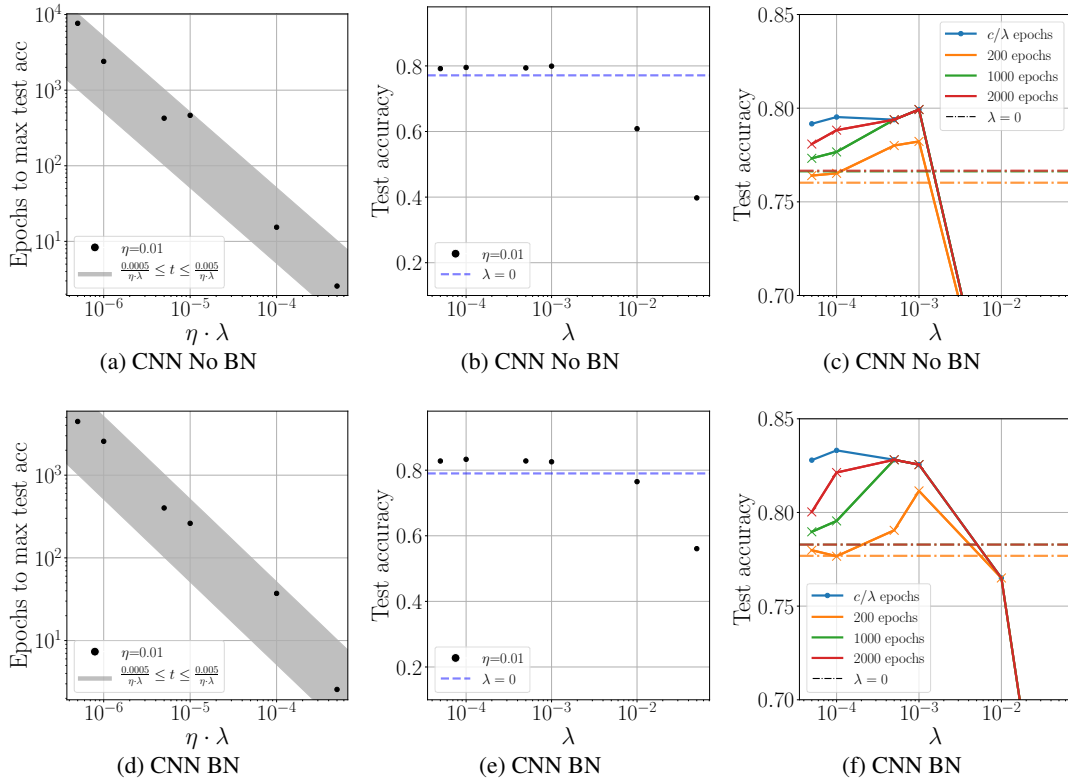 10^4
10^3
10^2
10^1
Epochs to max test acc
η=0.01
0.0005/η·λ ≤ t ≤ 0.005/η·λ
10^−6
10^−5
10^−4
η · λ
(a) CNN No BN
0.8
0.6
0.4
0.2
Test accuracy
η=0.01
λ = 0
10^−4
10^−3
10^−2
λ
(b) CNN No BN
0.85
0.80
0.75
0.70
Test accuracy
c/λ epochs
200 epochs
1000 epochs
2000 epochs
λ = 0
10^−4
10^−3
10^−2
λ
(c) CNN No BN
10^3
10^2
10^1
Epochs to max test acc
η=0.01
0.0005/η·λ ≤ t ≤ 0.005/η·λ
10^−6
10^−5
10^−4
η · λ
(d) CNN BN
0.8
0.6
0.4
0.2
Test accuracy
η=0.01
λ = 0
10^−4
10^−3
10^−2
λ
(e) CNN BN
0.85
0.80
0.75
0.70
Test accuracy
c/λ epochs
200 epochs
1000 epochs
2000 epochs
λ = 0
10^−4
10^−3
10^−2
λ
(f) CNN BN